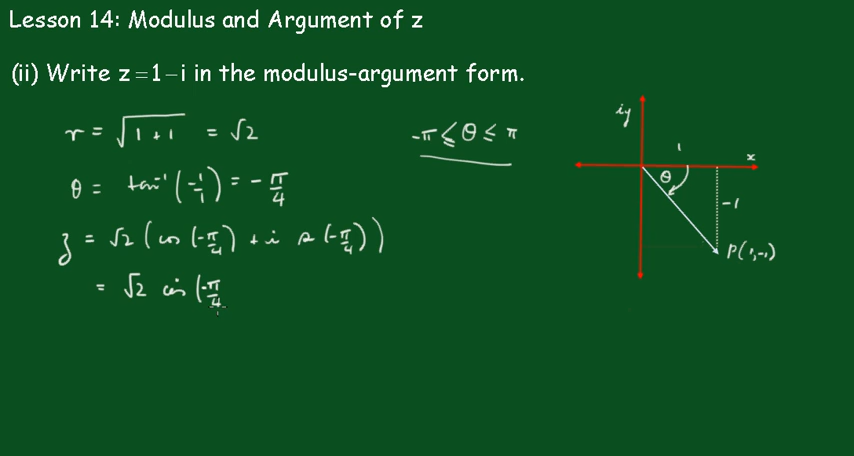 Lesson 14: Modulus and Argument of z
(ii) Write z = 1 - i in the modulus-argument form.
r = √(1 + 1) = √2
-π ≤ θ ≤ π
θ = tan⁻¹(-1/1) = -π/4
z = √2 (cos(-π/4) + i s(-π/4))
= √2 cis(-π/4
iy
1
x
θ
-1
P(1,-1)